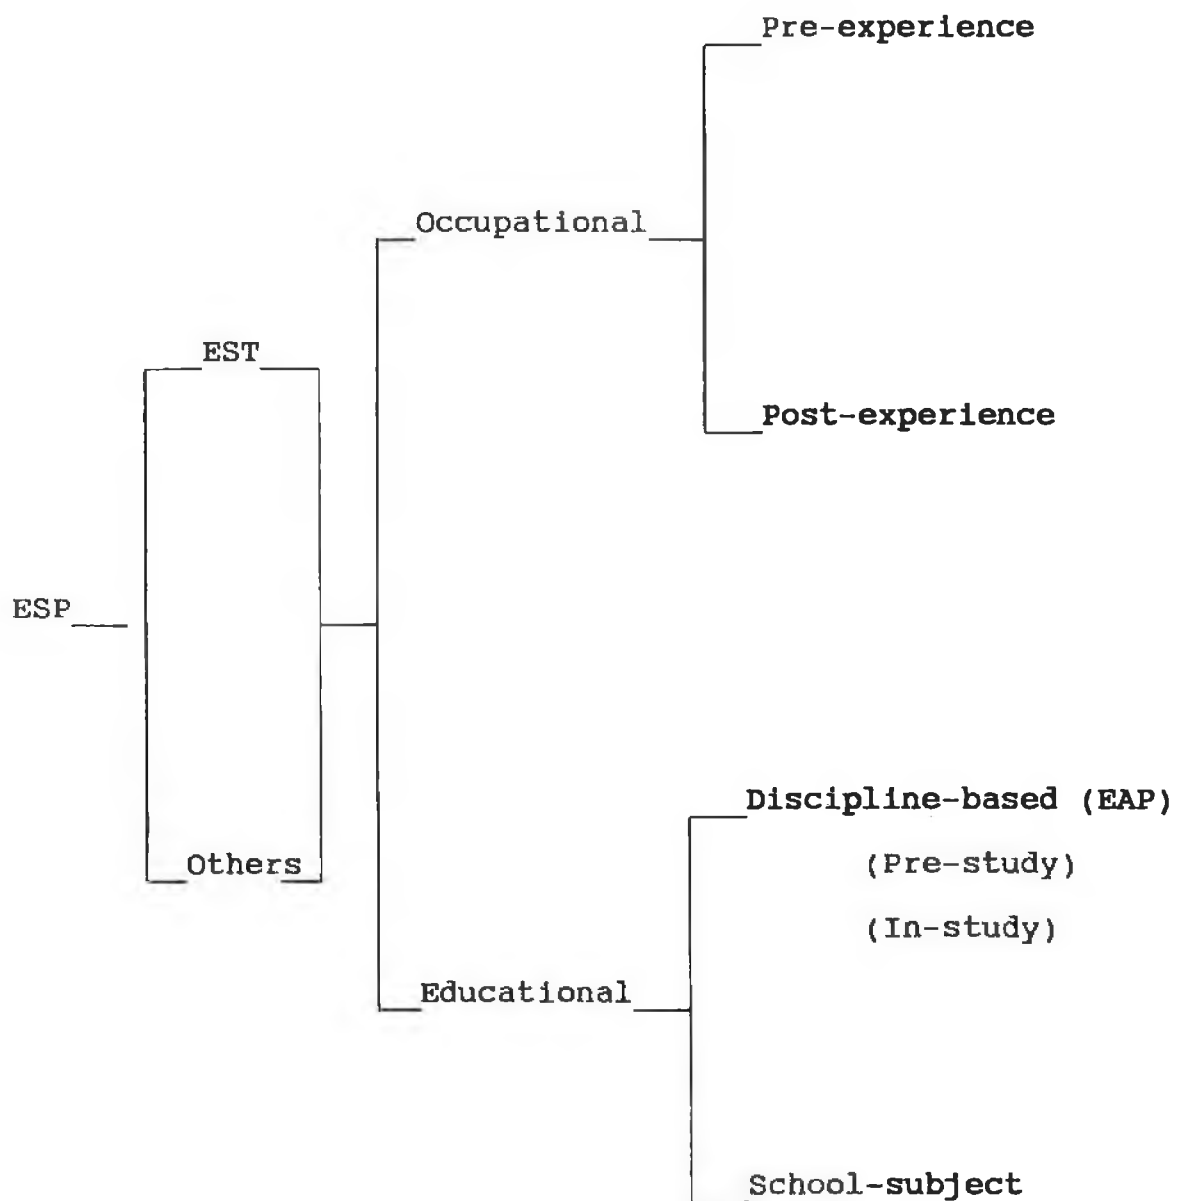 Pre-experience
Occupational
EST
Post-experience
ESP
Discipline-based (EAP)
Others
(Pre-study)
(In-study)
Educational
School-subject